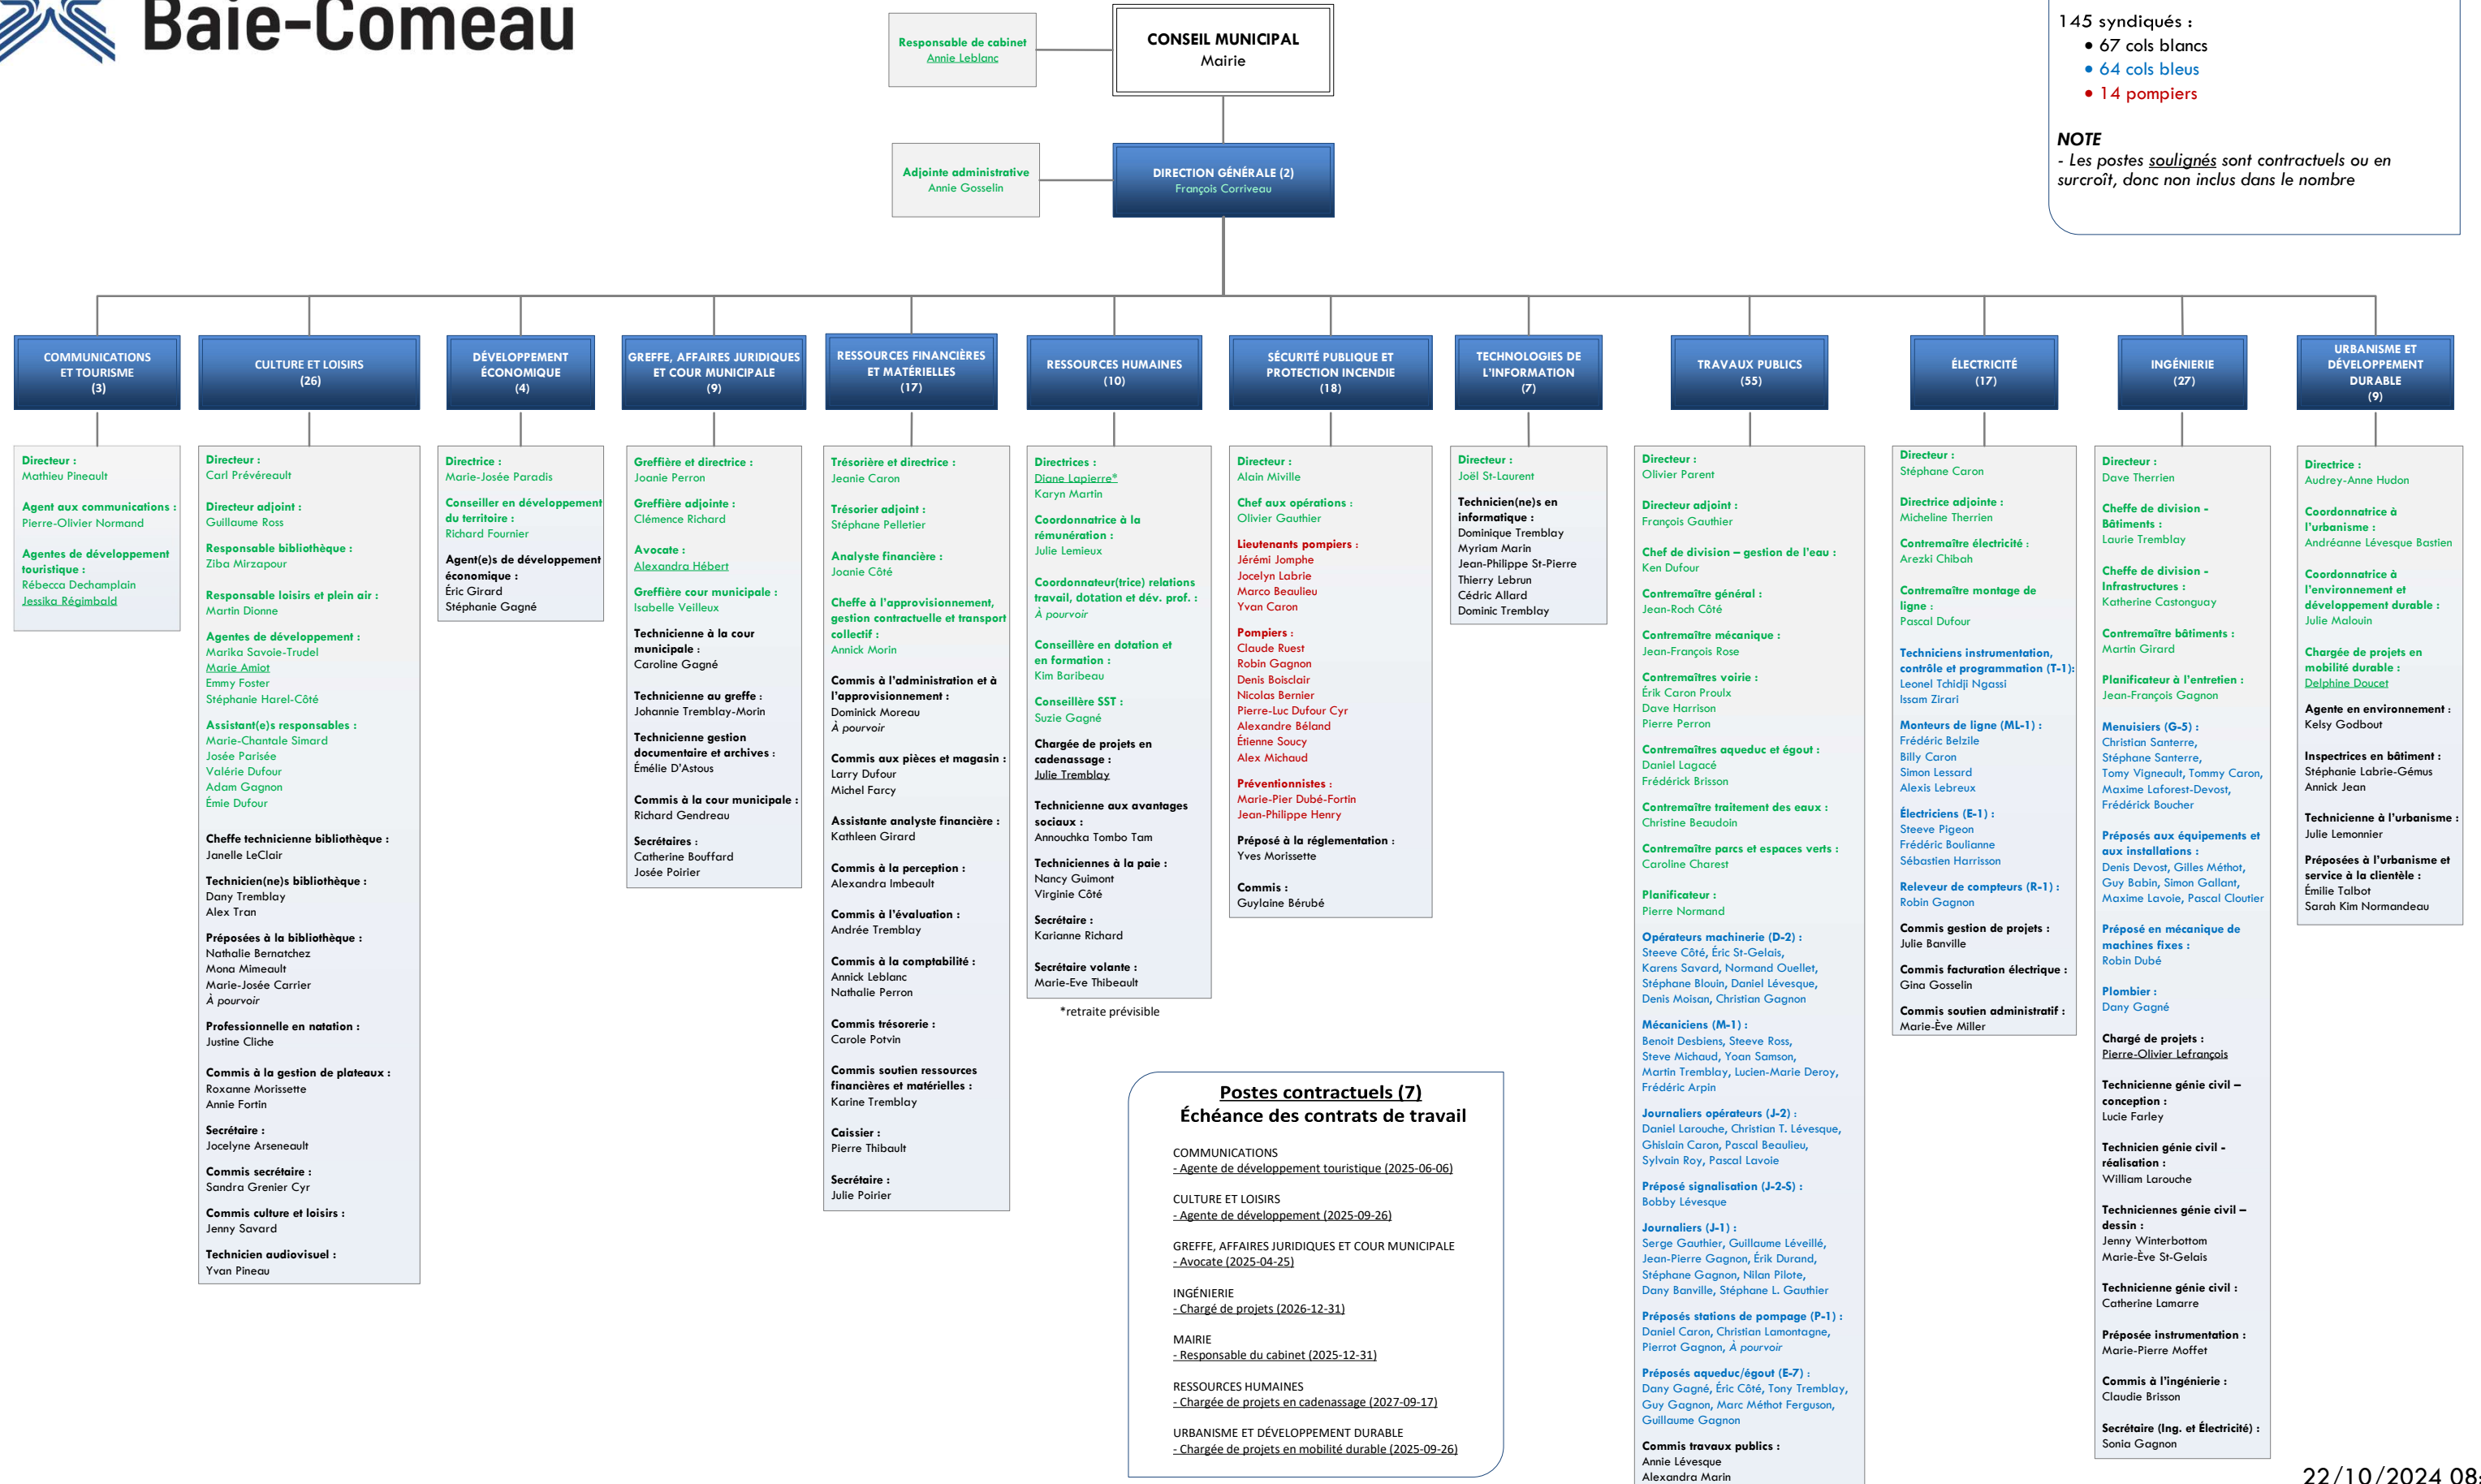 Baie-Comeau
Responsable de cabinet
Annie Leblanc
CONSEIL MUNICIPAL
Mairie
145 syndiqués :
• 67 cols blancs
• 64 cols bleus
• 14 pompiers
NOTE
- Les postes soulignés sont contractuels ou en
surcroît, donc non inclus dans le nombre
Adjointe administrative
Annie Gosselin
DIRECTION GÉNÉRALE (2)
François Corriveau
COMMUNICATIONS
ET TOURISME
(3)
Directeur :
Mathieu Pineault
Agent aux communications :
Pierre-Olivier Normand
Agentes de développement
touristique :
Rébecca Dechamplain
Jessika Régimbald
CULTURE ET LOISIRS
(26)
Directeur :
Carl Prévéreault
Directeur adjoint :
Guillaume Ross
Responsable bibliothèque :
Ziba Mirzapour
Responsable loisirs et plein air :
Martin Dionne
Agentes de développement :
Marika Savoie-Trudel
Marie Amiot
Emmy Foster
Stéphanie Harel-Côté
Assistant(e)s responsables :
Marie-Chantale Simard
Josée Parisée
Valérie Dufour
Adam Gagnon
Émie Dufour
Cheffe technicienne bibliothèque :
Janelle LeClair
Technicien(ne)s bibliothèque :
Dany Tremblay
Alex Tran
Préposées à la bibliothèque :
Nathalie Bernatchez
Mona Mimeault
Marie-Josée Carrier
À pourvoir
Professionnelle en natation :
Justine Cliche
Commis à la gestion de plateaux :
Roxanne Morissette
Annie Fortin
Secrétaire :
Jocelyne Arseneault
Commis secrétaire :
Sandra Grenier Cyr
Commis culture et loisirs :
Jenny Savard
Technicien audiovisuel :
Yvan Pineau
DÉVELOPPEMENT
ÉCONOMIQUE
(4)
Directrice :
Marie-Josée Paradis
Conseiller en développement
du territoire :
Richard Fournier
Agent(e)s de développement
économique :
Éric Girard
Stéphanie Gagné
GREFFE, AFFAIRES JURIDIQUES
ET COUR MUNICIPALE
(9)
Greffière et directrice :
Joanie Perron
Greffière adjointe :
Clémence Richard
Avocate :
Alexandra Hébert
Greffière cour municipale :
Isabelle Veilleux
Technicienne à la cour
municipale :
Caroline Gagné
Technicienne au greffe :
Johannie Tremblay-Morin
Technicienne gestion
documentaire et archives :
Émélie D'Astous
Commis à la cour municipale :
Richard Gendreau
Secrétaires :
Catherine Bouffard
Josée Poirier
RESSOURCES FINANCIÈRES
ET MATÉRIELLES
(17)
Trésorière et directrice :
Jeanie Caron
Trésorier adjoint :
Stéphane Pelletier
Analyste financière :
Joanie Côté
Cheffe à l'approvisionnement,
gestion contractuelle et transport
collectif :
Annick Morin
Commis à l'administration et à
l'approvisionnement :
Dominick Moreau
À pourvoir
Commis aux pièces et magasin :
Larry Dufour
Michel Farcy
Assistante analyste financière :
Kathleen Girard
Commis à la perception :
Alexandra Imbeault
Commis à l'évaluation :
Andrée Tremblay
Commis à la comptabilité :
Annick Leblanc
Nathalie Perron
Commis trésorerie :
Carole Potvin
Commis soutien ressources
financières et matérielles :
Karine Tremblay
Caissier :
Pierre Thibault
Secrétaire :
Julie Poirier
RESSOURCES HUMAINES
(10)
Directrices :
Diane Lapierre*
Karyn Martin
Coordonnatrice à la
rémunération :
Julie Lemieux
Coordonnateur(trice) relations
travail, dotation et dév. prof. :
À pourvoir
Conseillère en dotation et
en formation :
Kim Baribeau
Conseillère SST :
Suzie Gagné
Chargée de projets en
cadenassage :
Julie Tremblay
Technicienne aux avantages
sociaux :
Annouchka Tombo Tam
Techniciennes à la paie :
Nancy Guimont
Virginie Côté
Secrétaire :
Karianne Richard
Secrétaire volante :
Marie-Eve Thibeault
*retraite prévisible
SÉCURITÉ PUBLIQUE ET
PROTECTION INCENDIE
(18)
Directeur :
Alain Miville
Chef aux opérations :
Olivier Gauthier
Lieutenants pompiers :
Jérémi Jomphe
Jocelyn Labrie
Marco Beaulieu
Yvan Caron
Pompiers :
Claude Ruest
Robin Gagnon
Denis Boisclair
Nicolas Bernier
Pierre-Luc Dufour Cyr
Alexandre Béland
Étienne Soucy
Alex Michaud
Préventionnistes :
Marie-Pier Dubé-Fortin
Jean-Philippe Henry
Préposé à la réglementation :
Yves Morissette
Commis :
Guylaine Bérubé
TECHNOLOGIES DE
L'INFORMATION
(7)
Directeur :
Joël St-Laurent
Technicien(ne)s en
informatique :
Dominique Tremblay
Myriam Marin
Jean-Philippe St-Pierre
Thierry Lebrun
Cédric Allard
Dominic Tremblay
TRAVAUX PUBLICS
(55)
Directeur :
Olivier Parent
Directeur adjoint :
François Gauthier
Chef de division – gestion de l'eau :
Ken Dufour
Contremaître général :
Jean-Roch Côté
Contremaître mécanique :
Jean-François Rose
Contremaîtres voirie :
Érik Caron Proulx
Dave Harrison
Pierre Perron
Contremaîtres aqueduc et égout :
Daniel Lagacé
Frédérick Brisson
Contremaître traitement des eaux :
Christine Beaudoin
Contremaître parcs et espaces verts :
Caroline Charest
Planificateur :
Pierre Normand
Opérateurs machinerie (D-2) :
Steeve Côté, Éric St-Gelais,
Karens Savard, Normand Ouellet,
Stéphane Blouin, Daniel Lévesque,
Denis Moisan, Christian Gagnon
Mécaniciens (M-1) :
Benoit Desbiens, Steeve Ross,
Steve Michaud, Yoan Samson,
Martin Tremblay, Lucien-Marie Deroy,
Frédéric Arpin
Journaliers opérateurs (J-2) :
Daniel Larouche, Christian T. Lévesque,
Ghislain Caron, Pascal Beaulieu,
Sylvain Roy, Pascal Lavoie
Préposé signalisation (J-2-S) :
Bobby Lévesque
Journaliers (J-1) :
Serge Gauthier, Guillaume Léveillé,
Jean-Pierre Gagnon, Érik Durand,
Stéphane Gagnon, Nilan Pilote,
Dany Banville, Stéphane L. Gauthier
Préposés stations de pompage (P-1) :
Daniel Caron, Christian Lamontagne,
Pierrot Gagnon, À pourvoir
Préposés aqueduc/égout (E-7) :
Dany Gagné, Éric Côté, Tony Tremblay,
Guy Gagnon, Marc Méthot Ferguson,
Guillaume Gagnon
Commis travaux publics :
Annie Lévesque
Alexandra Marin
ÉLECTRICITÉ
(17)
Directeur :
Stéphane Caron
Directrice adjointe :
Micheline Therrien
Contremaître électricité :
Arezki Chibah
Contremaître montage de
ligne :
Pascal Dufour
Techniciens instrumentation,
contrôle et programmation (T-1):
Leonel Tchidji Ngassi
Issam Zirari
Monteurs de ligne (ML-1) :
Frédéric Belzile
Billy Caron
Simon Lessard
Alexis Lebreux
Électriciens (E-1) :
Steeve Pigeon
Frédéric Boulianne
Sébastien Harrisson
Releveur de compteurs (R-1) :
Robin Gagnon
Commis gestion de projets :
Julie Banville
Commis facturation électrique :
Gina Gosselin
Commis soutien administratif :
Marie-Ève Miller
INGÉNIERIE
(27)
Directeur :
Dave Therrien
Cheffe de division -
Bâtiments :
Laurie Tremblay
Cheffe de division -
Infrastructures :
Katherine Castonguay
Contremaître bâtiments :
Martin Girard
Planificateur à l'entretien :
Jean-François Gagnon
Menuisiers (G-5) :
Christian Santerre,
Stéphane Santerre,
Tomy Vigneault, Tommy Caron,
Maxime Laforest-Devost,
Frédérick Boucher
Préposés aux équipements et
aux installations :
Denis Devost, Gilles Méthot,
Guy Babin, Simon Gallant,
Maxime Lavoie, Pascal Cloutier
Préposé en mécanique de
machines fixes :
Robin Dubé
Plombier :
Dany Gagné
Chargé de projets :
Pierre-Olivier Lefrançois
Technicienne génie civil –
conception :
Lucie Farley
Technicien génie civil -
réalisation :
William Larouche
Techniciennes génie civil –
dessin :
Jenny Winterbottom
Marie-Ève St-Gelais
Technicienne génie civil :
Catherine Lamarre
Préposée instrumentation :
Marie-Pierre Moffet
Commis à l'ingénierie :
Claudie Brisson
Secrétaire (Ing. et Électricité) :
Sonia Gagnon
URBANISME ET
DÉVELOPPEMENT
DURABLE
(9)
Directrice :
Audrey-Anne Hudon
Coordonnatrice à
l'urbanisme :
Andréanne Lévesque Bastien
Coordonnatrice à
l'environnement et
développement durable :
Julie Malouin
Chargée de projets en
mobilité durable :
Delphine Doucet
Agente en environnement :
Kelsy Godbout
Inspectrices en bâtiment :
Stéphanie Labrie-Gémus
Annick Jean
Technicienne à l'urbanisme :
Julie Lemonnier
Préposées à l'urbanisme et
service à la clientèle :
Émilie Talbot
Sarah Kim Normandeau
Postes contractuels (7)
Échéance des contrats de travail
COMMUNICATIONS
- Agente de développement touristique (2025-06-06)
CULTURE ET LOISIRS
- Agente de développement (2025-09-26)
GREFFE, AFFAIRES JURIDIQUES ET COUR MUNICIPALE
- Avocate (2025-04-25)
INGÉNIERIE
- Chargé de projets (2026-12-31)
MAIRIE
- Responsable du cabinet (2025-12-31)
RESSOURCES HUMAINES
- Chargée de projets en cadenassage (2027-09-17)
URBANISME ET DÉVELOPPEMENT DURABLE
- Chargée de projets en mobilité durable (2025-09-26)
22/10/2024 08: